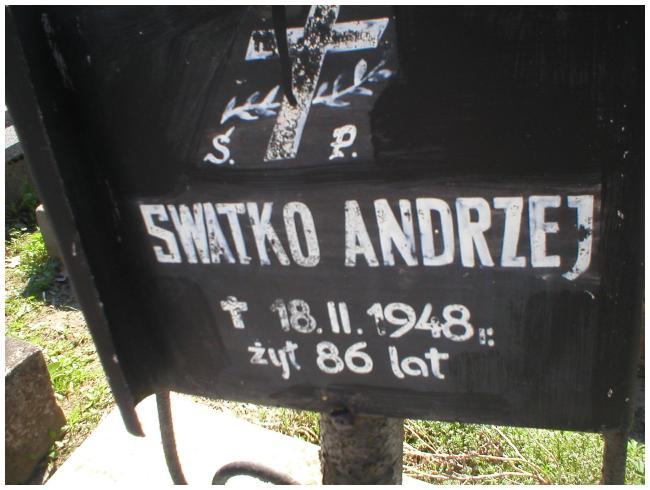 Ś. P.
SWATKO ANDRZEJ
† 18.II.1948 r:
żył 86 lat